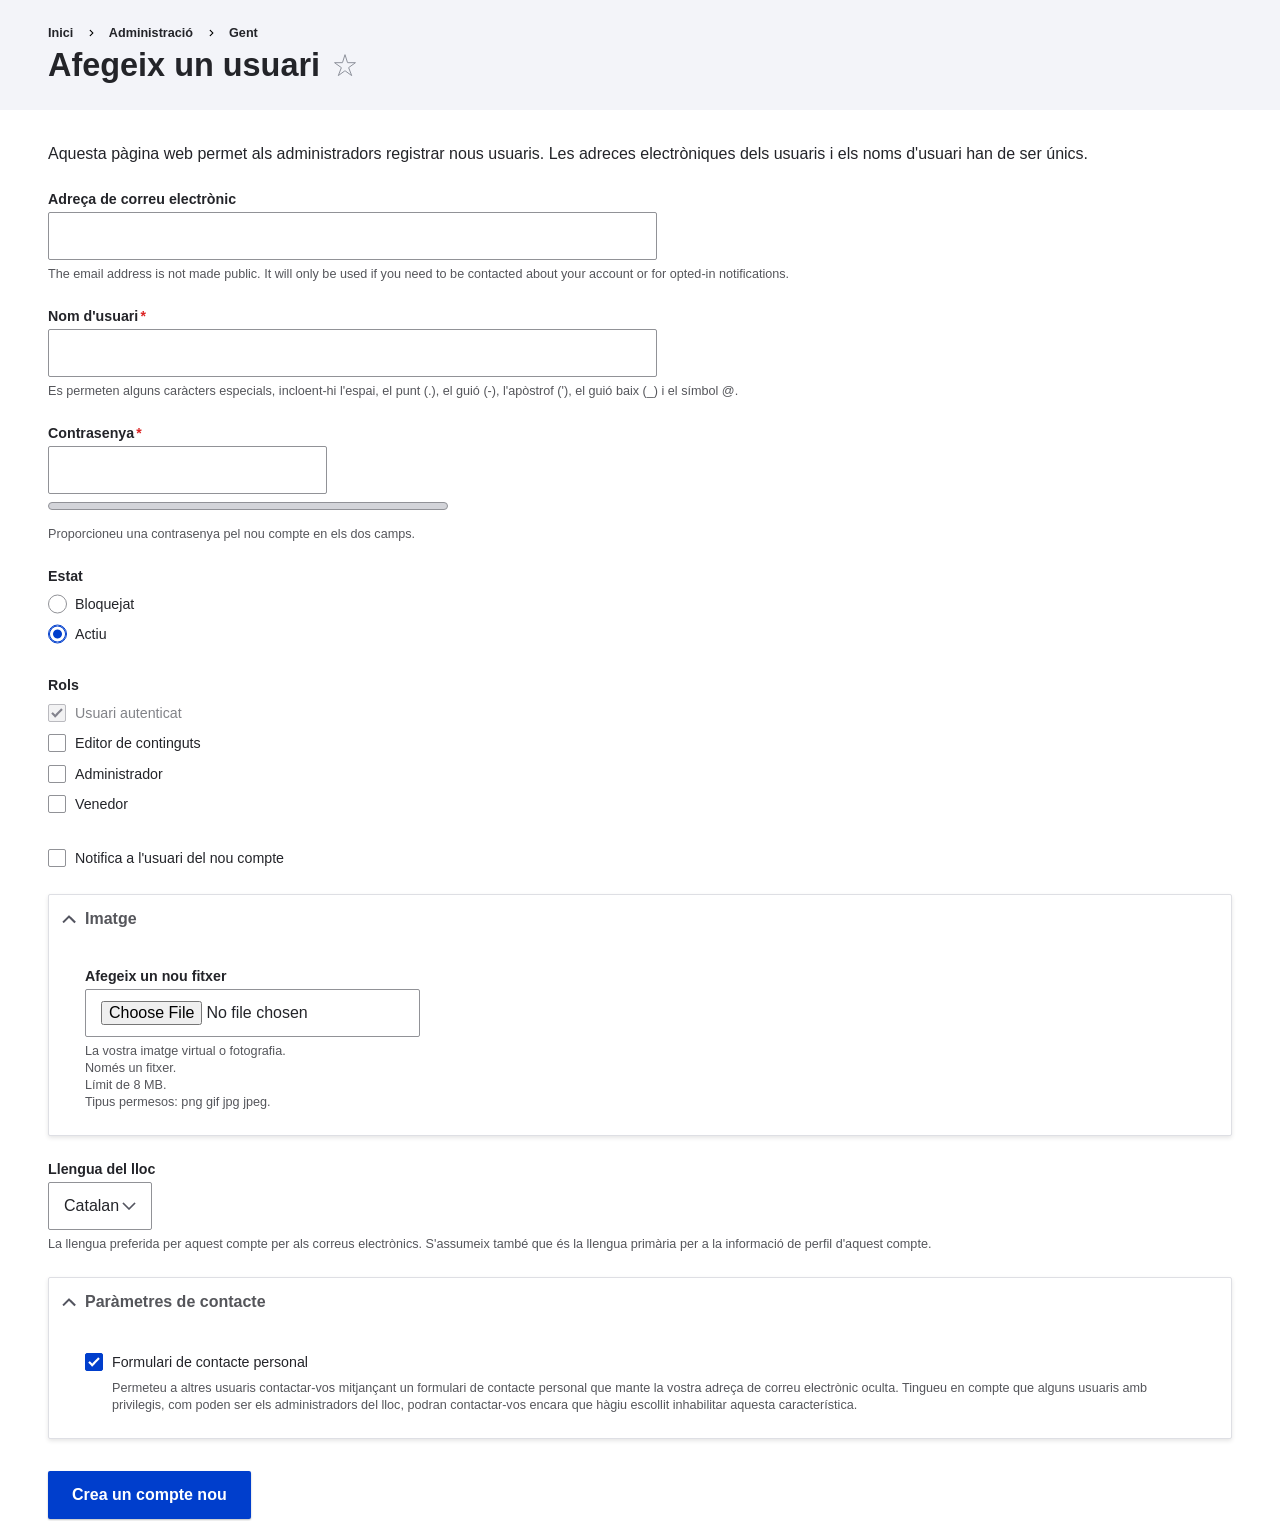 Inici › Administració › Gent
Afegeix un usuari ☆
Aquesta pàgina web permet als administradors registrar nous usuaris. Les adreces electròniques dels usuaris i els noms d'usuari han de ser únics.
Adreça de correu electrònic
The email address is not made public. It will only be used if you need to be contacted about your account or for opted-in notifications.
Nom d'usuari*
Es permeten alguns caràcters especials, incloent-hi l'espai, el punt (.), el guió (-), l'apòstrof ('), el guió baix (_) i el símbol @.
Contrasenya*
Proporcioneu una contrasenya pel nou compte en els dos camps.
Estat
Bloquejat
Actiu
Rols
Usuari autenticat
Editor de continguts
Administrador
Venedor
Notifica a l'usuari del nou compte
Imatge
Afegeix un nou fitxer
Choose File No file chosen
La vostra imatge virtual o fotografia.
Només un fitxer.
Límit de 8 MB.
Tipus permesos: png gif jpg jpeg.
Llengua del lloc
Catalan
La llengua preferida per aquest compte per als correus electrònics. S'assumeix també que és la llengua primària per a la informació de perfil d'aquest compte.
Paràmetres de contacte
Formulari de contacte personal
Permeteu a altres usuaris contactar-vos mitjançant un formulari de contacte personal que mante la vostra adreça de correu electrònic oculta. Tingueu en compte que alguns usuaris amb
privilegis, com poden ser els administradors del lloc, podran contactar-vos encara que hàgiu escollit inhabilitar aquesta característica.
Crea un compte nou